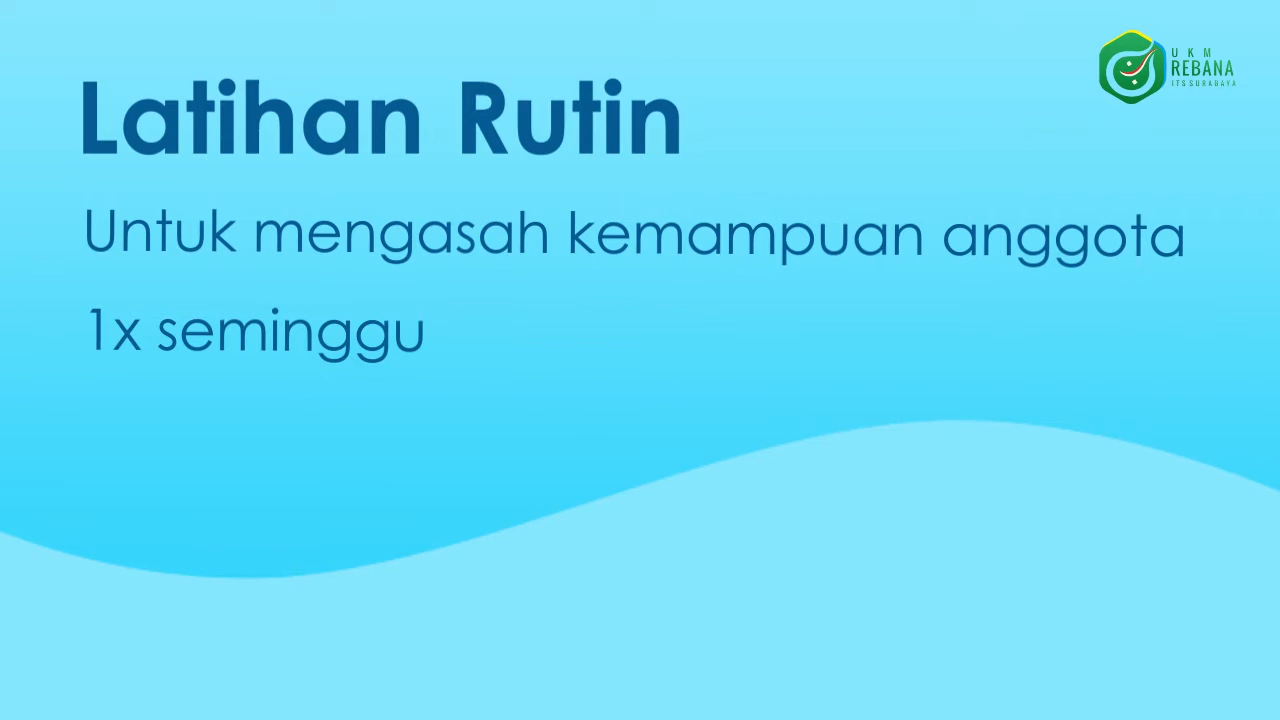 UKM
REBANA
ITS SURABAYA
Latihan Rutin
Untuk mengasah kemampuan anggota
1x seminggu